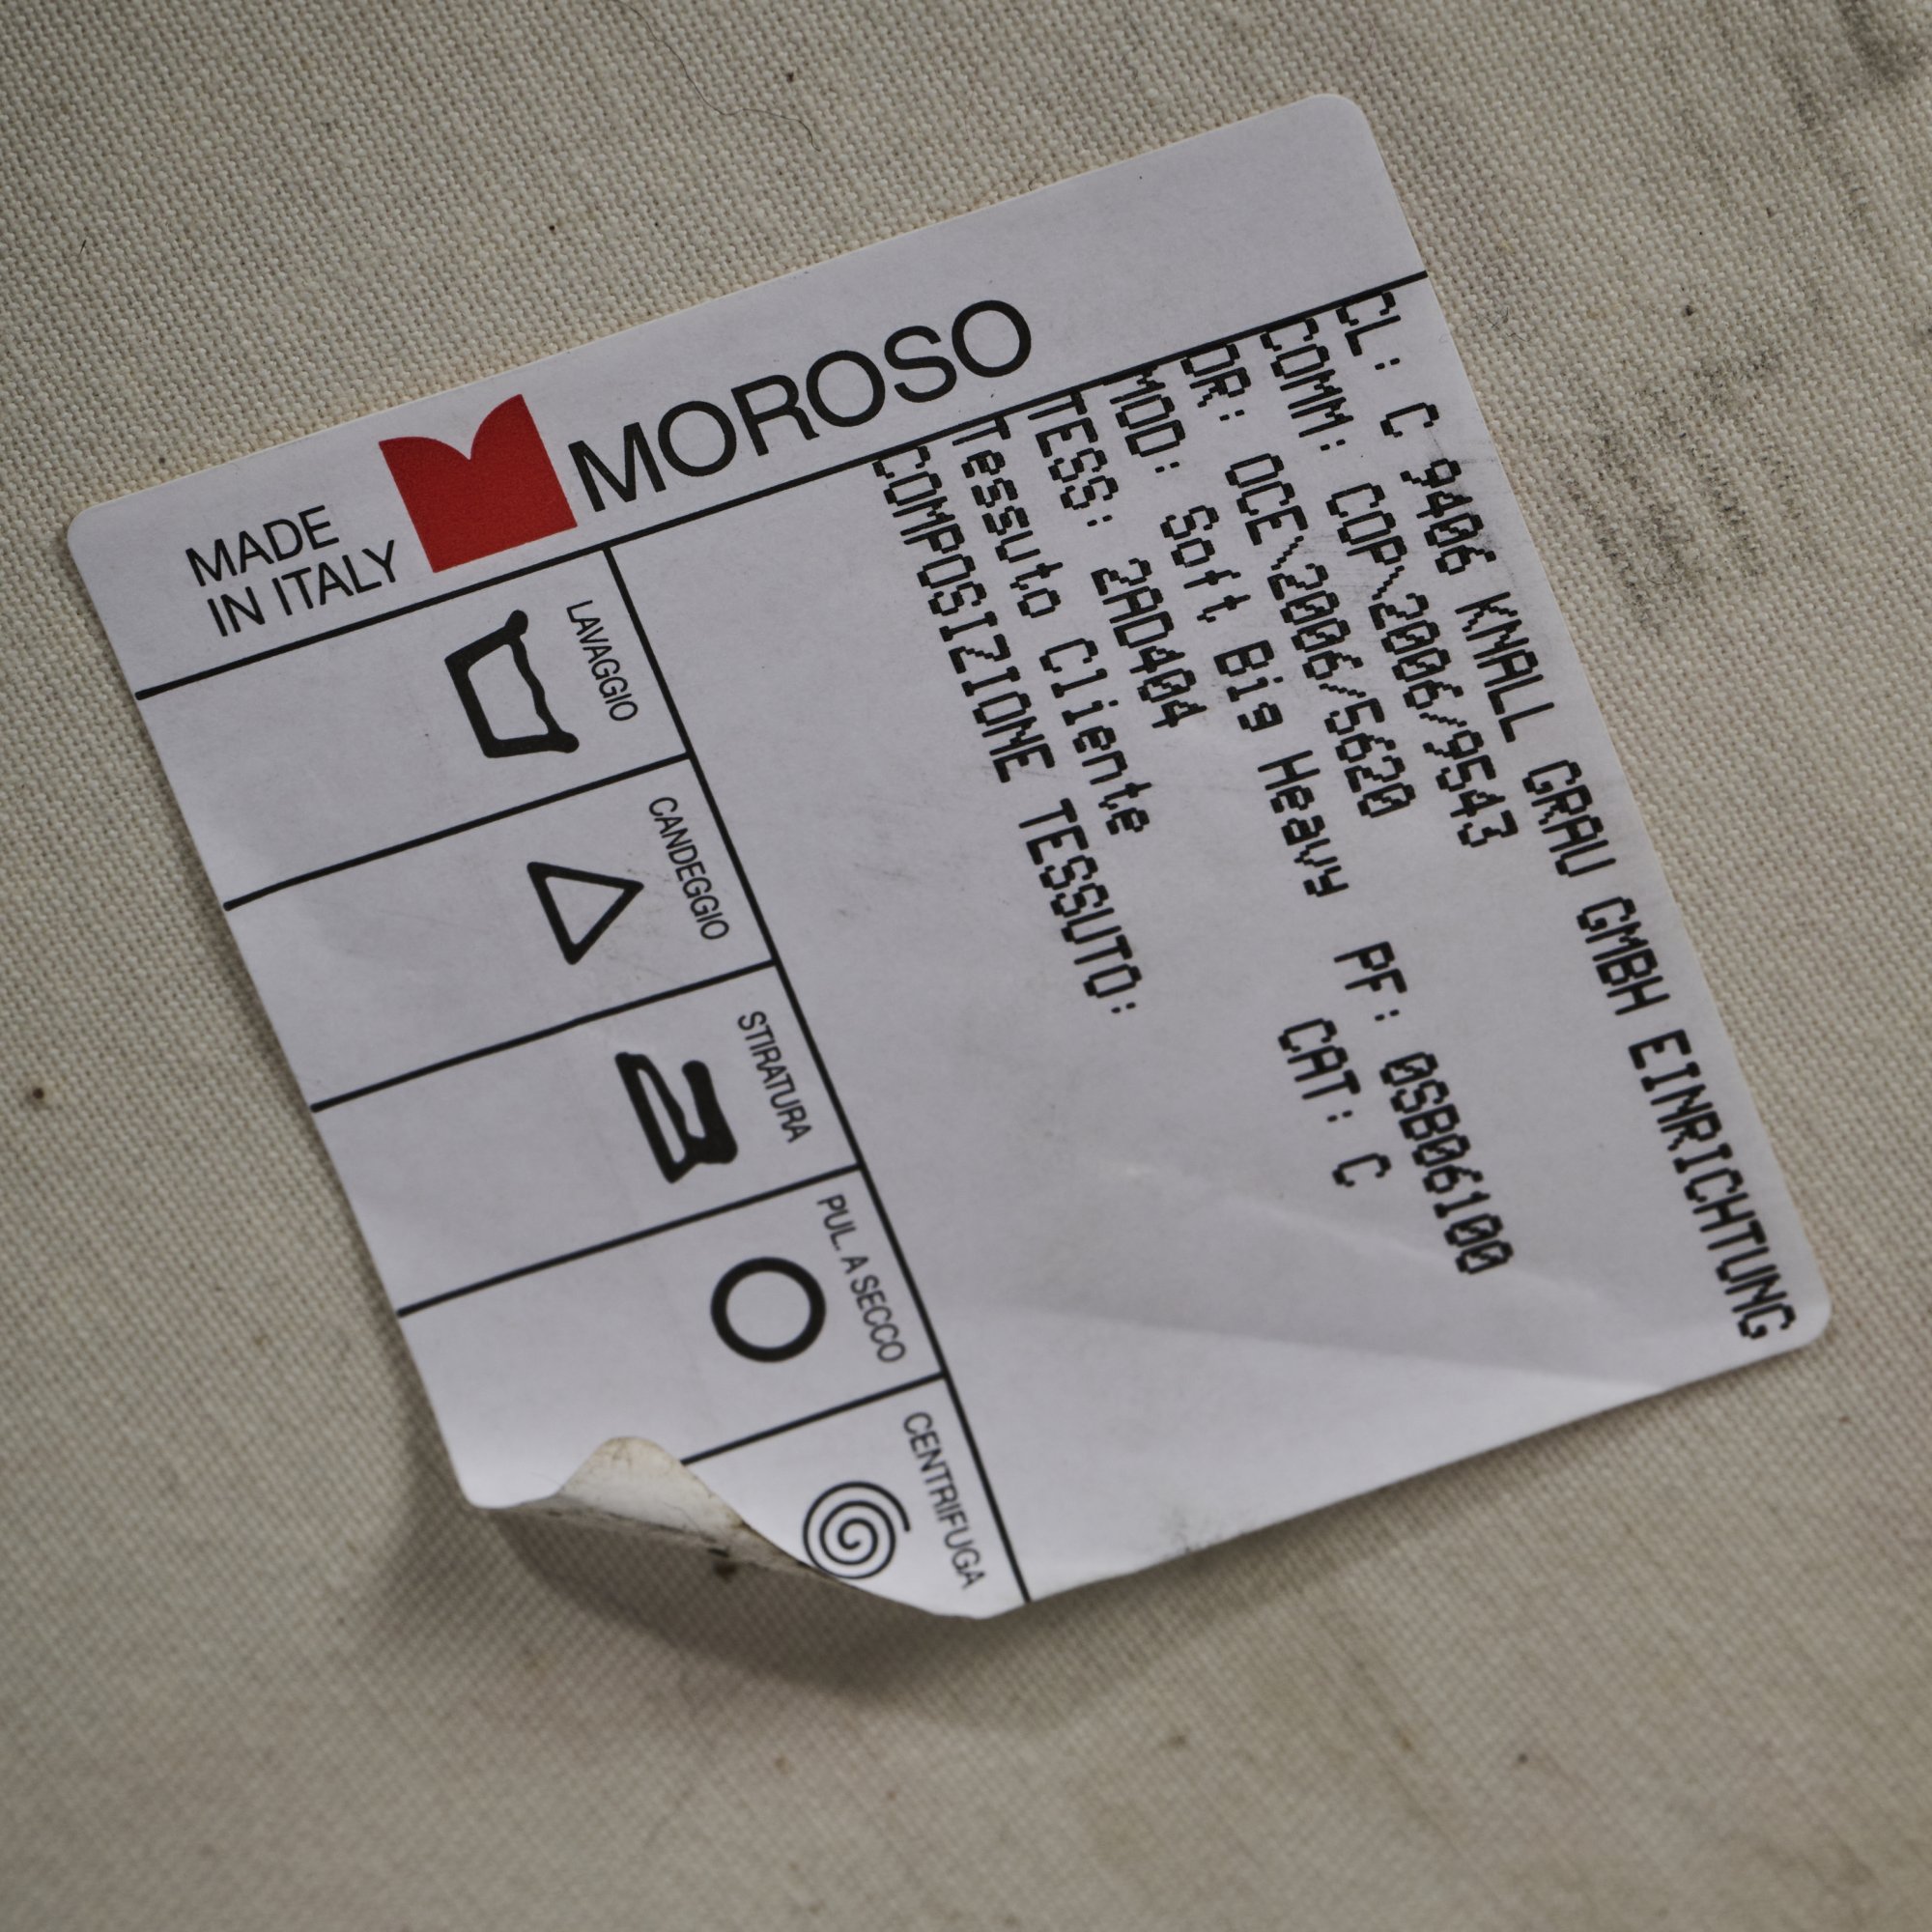 MOROSO
MADE
IN ITALY
CL: C 9406 KNALL GRAU GMBH EINRICHTUNG
COMM: COP\2006/9543
OR: OCE\2006/5620
MOD: Soft Big Heavy PF: 0SB06100
TESS: 2AD404 CAT: C
Tessuto Cliente
COMPOSIZIONE TESSUTO:
LAVAGGIO
CANDEGGIO
STIRATURA
PUL. A SECCO
CENTRIFUGA